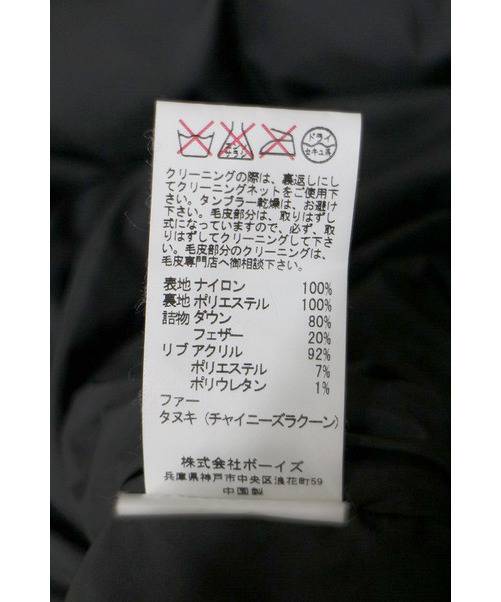 エンソ
サラシ
ドライ
セキユ系
クリーニングの際は、裏返しにし
てクリーニングネットをご使用下
さい。タンブラー乾燥は、お避け
下さい。毛皮部分は、取りはずし
式になっていますので、必ず、取
りはずしてクリーニングして下さ
い。毛皮部分のクリーニングは、
毛皮専門店へ御相談下さい。
表地 ナイロン 100%
裏地 ポリエステル 100%
詰物 ダウン 80%
フェザー 20%
リブ アクリル 92%
ポリエステル 7%
ポリウレタン 1%
ファー
タヌキ (チャイニーズラクーン)
株式会社ボーイズ
兵庫県神戸市中央区浪花町59
中国製